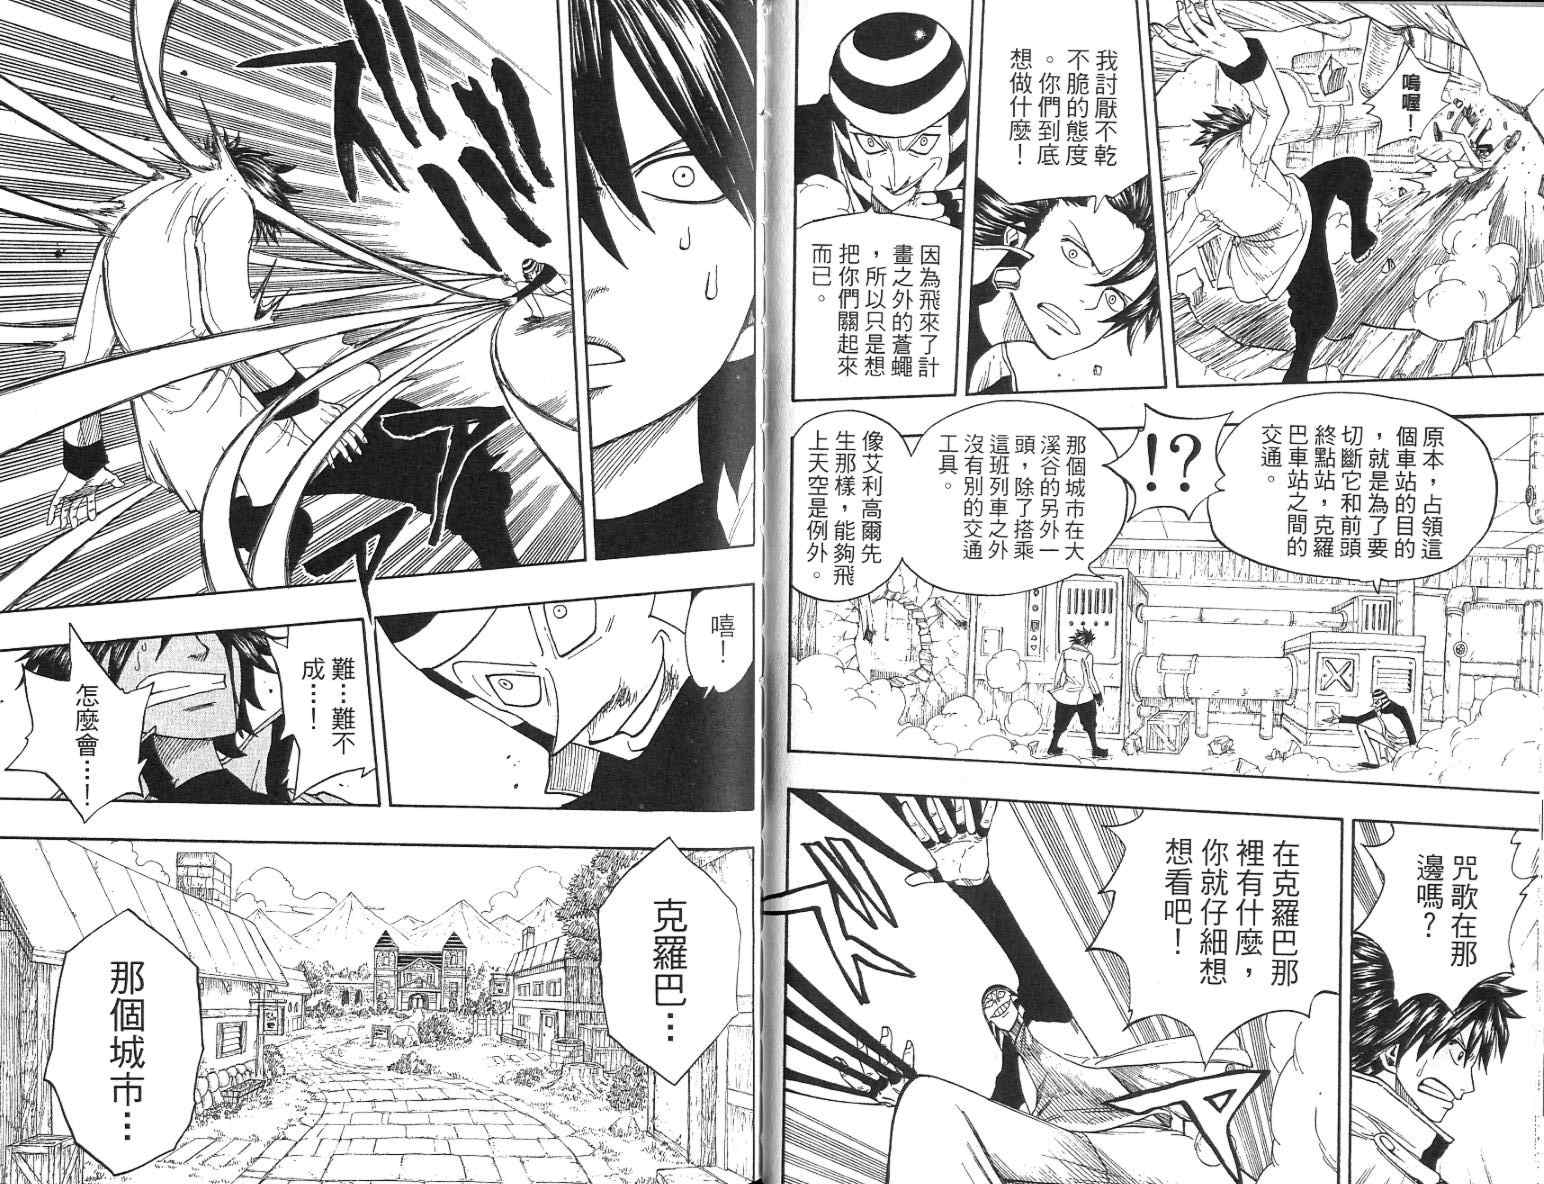 嗚喔！
我討厭不乾
不脆的態度
。你們到底
想做什麼！
因為飛來了計
畫之外的蒼蠅
，所以只是想
把你們關起來
而已。
原本，占領這
個車站的目的
，就是為了要
切斷它和前頭
終點站，克羅
巴車站之間的
交通。
!?
那個城市在大
溪谷的另外一
頭，除了搭乘
這班列車之外
沒有別的交通
工具。
像艾利高爾先
生那樣，能夠飛
上天空是例外。
咒歌在那
邊嗎？
在克羅巴那
裡有什麼，
你就仔細想
想看吧！
嘻！
難…難不
成……！
怎麼會……！
克羅巴…
那個城市…